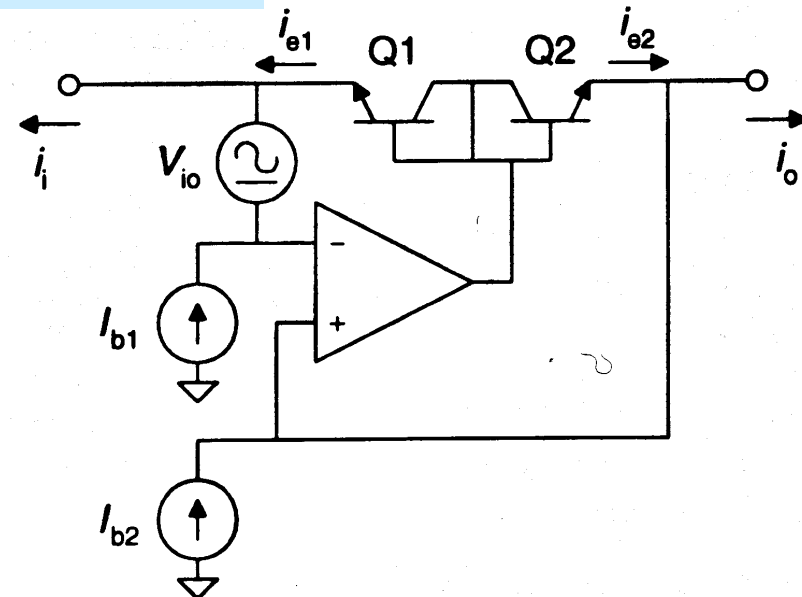 i_e1
Q1
Q2
i_e2
i_i
V_io
i_o
−
I_b1
+
I_b2